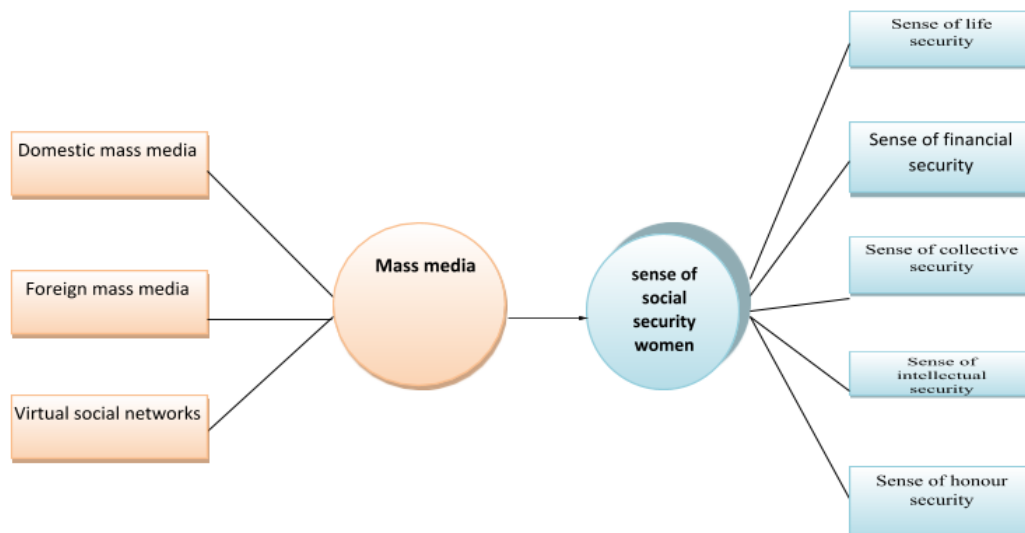 Domestic mass media
Foreign mass media
Virtual social networks
Mass media
sense of
social
security
women
Sense of life
security
Sense of financial
security
Sense of collective
security
Sense of
intellectual
security
Sense of honour
security